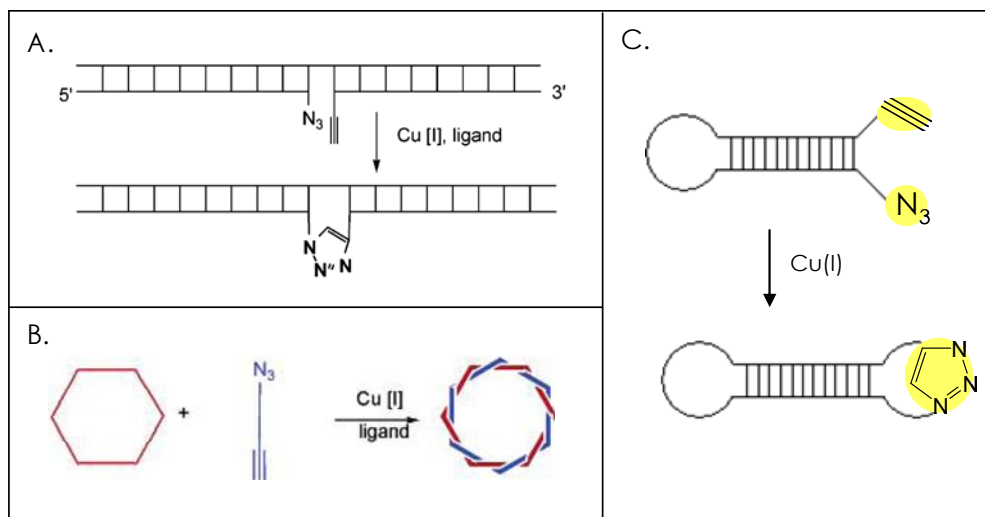 A.
5'
3'
N3
Cu [I], ligand
N
N" N
B.
N3
+
Cu [I]
ligand
C.
N3
Cu(I)
N
N
N